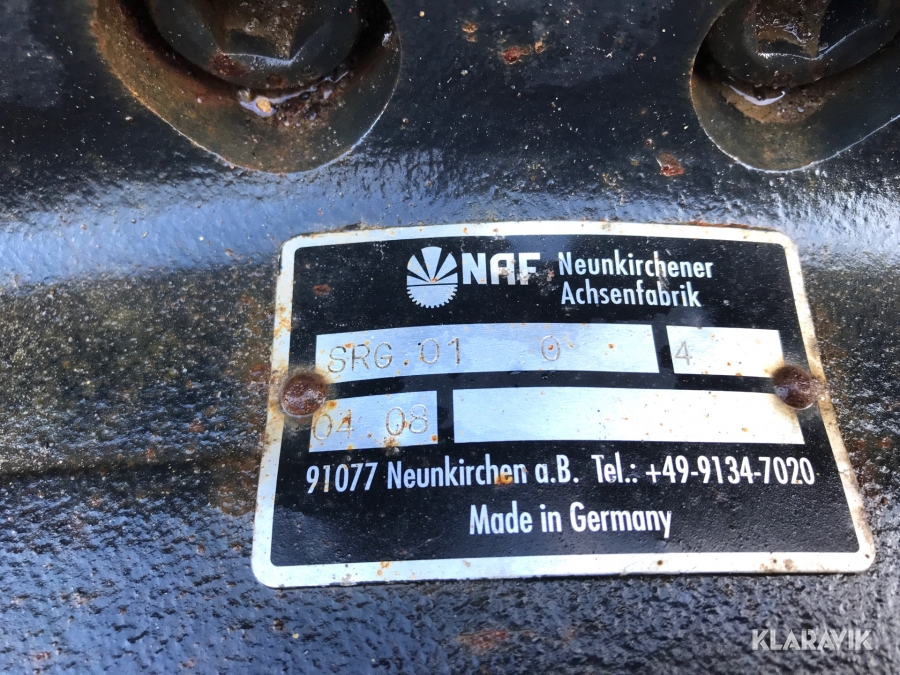 NAF Neunkirchener
Achsenfabrik
SRG.01 0 4
04.08
91077 Neunkirchen a.B. Tel.: +49-9134-7020
Made in Germany
KLARAVIK